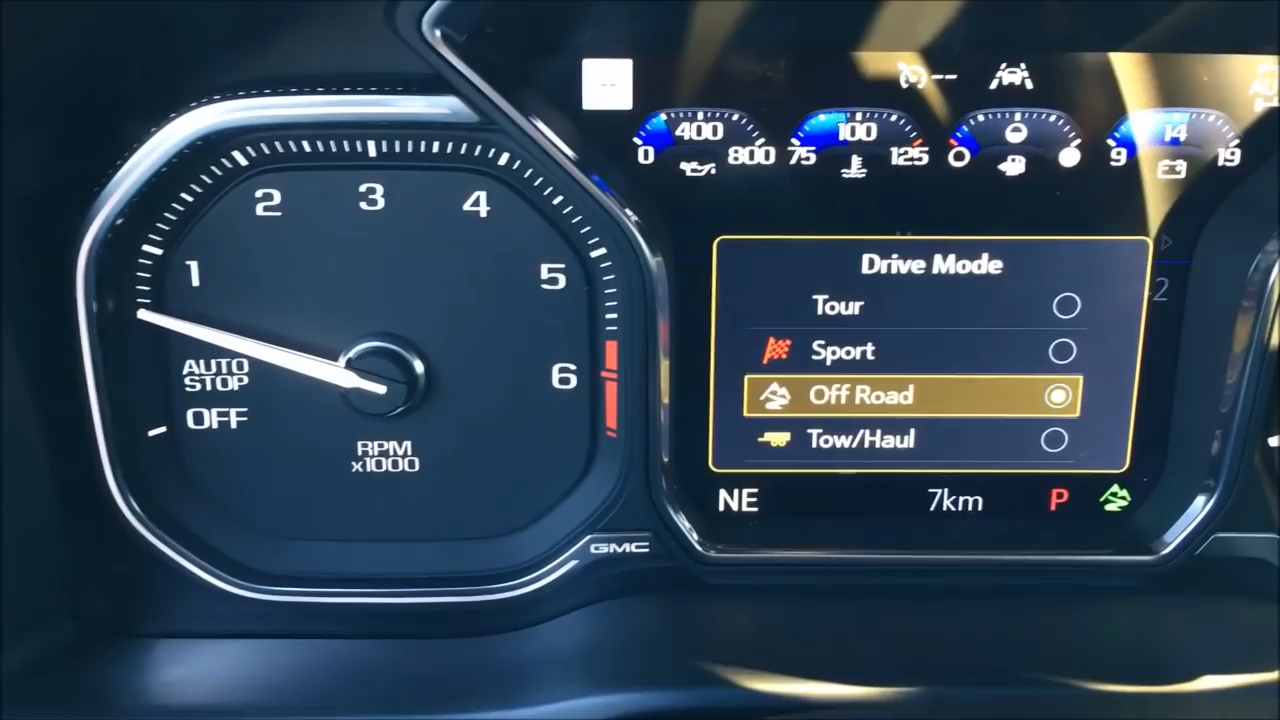 400
100
14
0
800
75
125
9
19
1
2
3
4
5
6
AUTO
STOP
OFF
RPM
x1000
Drive Mode
Tour
Sport
Off Road
Tow/Haul
NE
7km
P
GMC